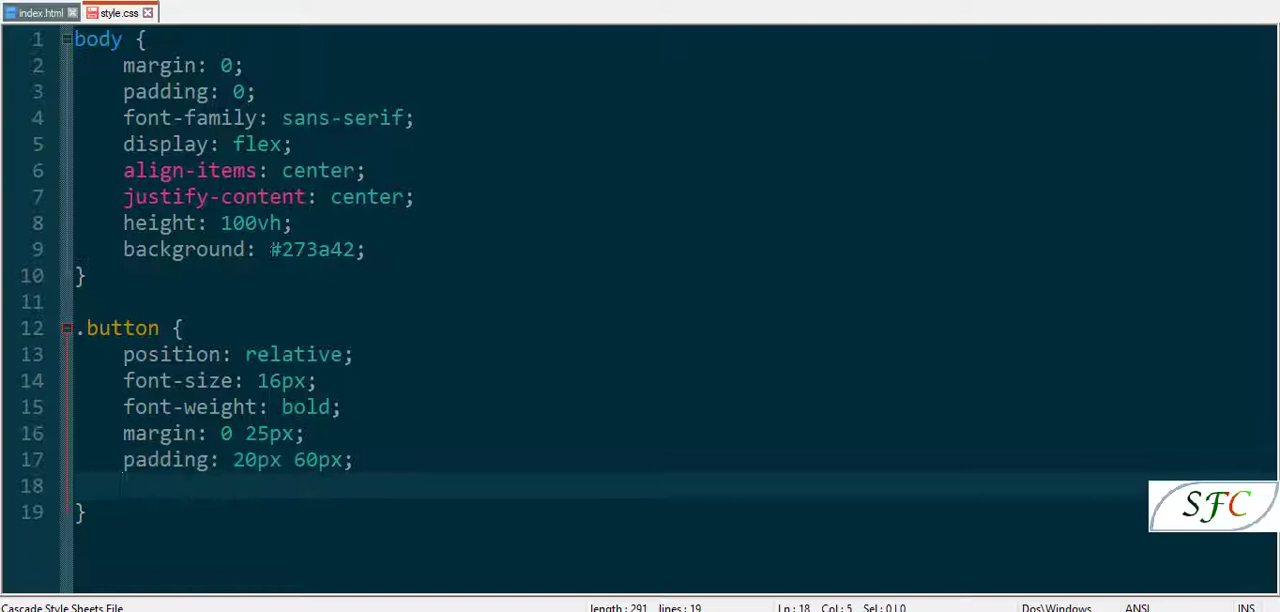 index.html style.css
1 body {
2 margin: 0;
3 padding: 0;
4 font-family: sans-serif;
5 display: flex;
6 align-items: center;
7 justify-content: center;
8 height: 100vh;
9 background: #273a42;
10 }
11
12 .button {
13 position: relative;
14 font-size: 16px;
15 font-weight: bold;
16 margin: 0 25px;
17 padding: 20px 60px;
18
19 }
SFC
Cascade Style Sheets File length : 291 lines : 19 Ln : 18 Col : 5 Sel : 0 | 0 Dos\Windows ANSI INS